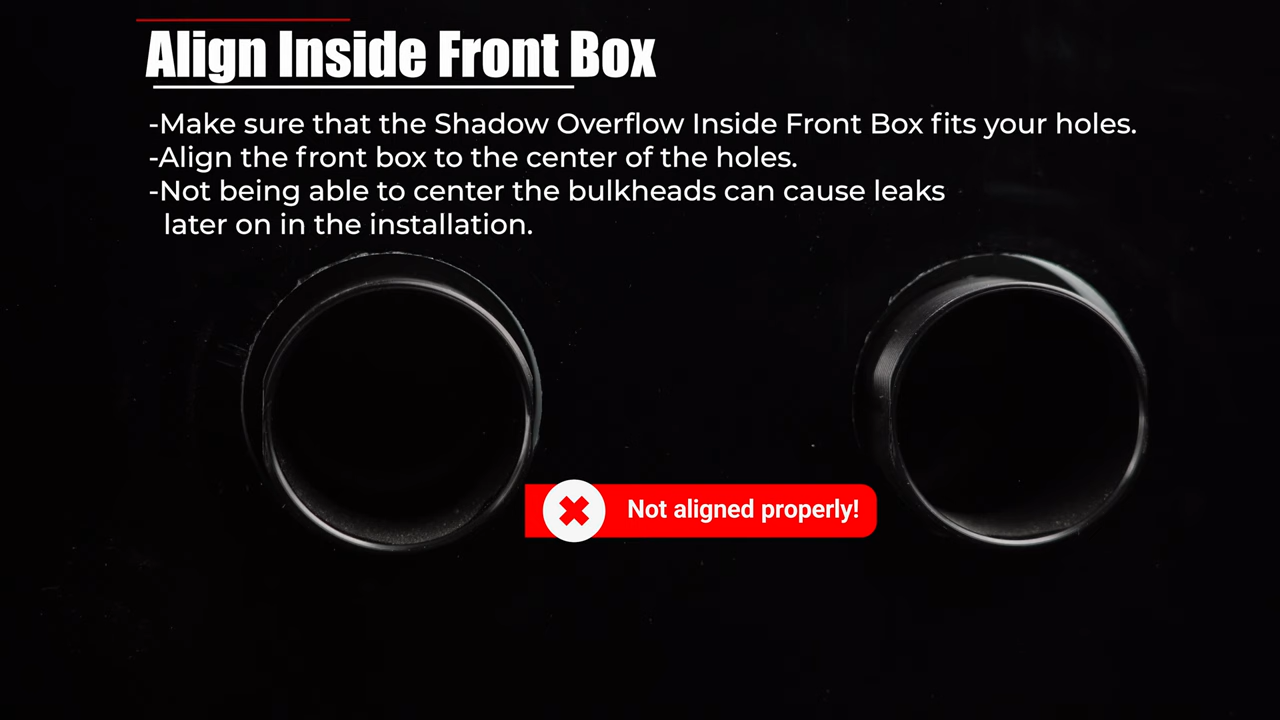 Align Inside Front Box
-Make sure that the Shadow Overflow Inside Front Box fits your holes.
-Align the front box to the center of the holes.
-Not being able to center the bulkheads can cause leaks
later on in the installation.
Not aligned properly!